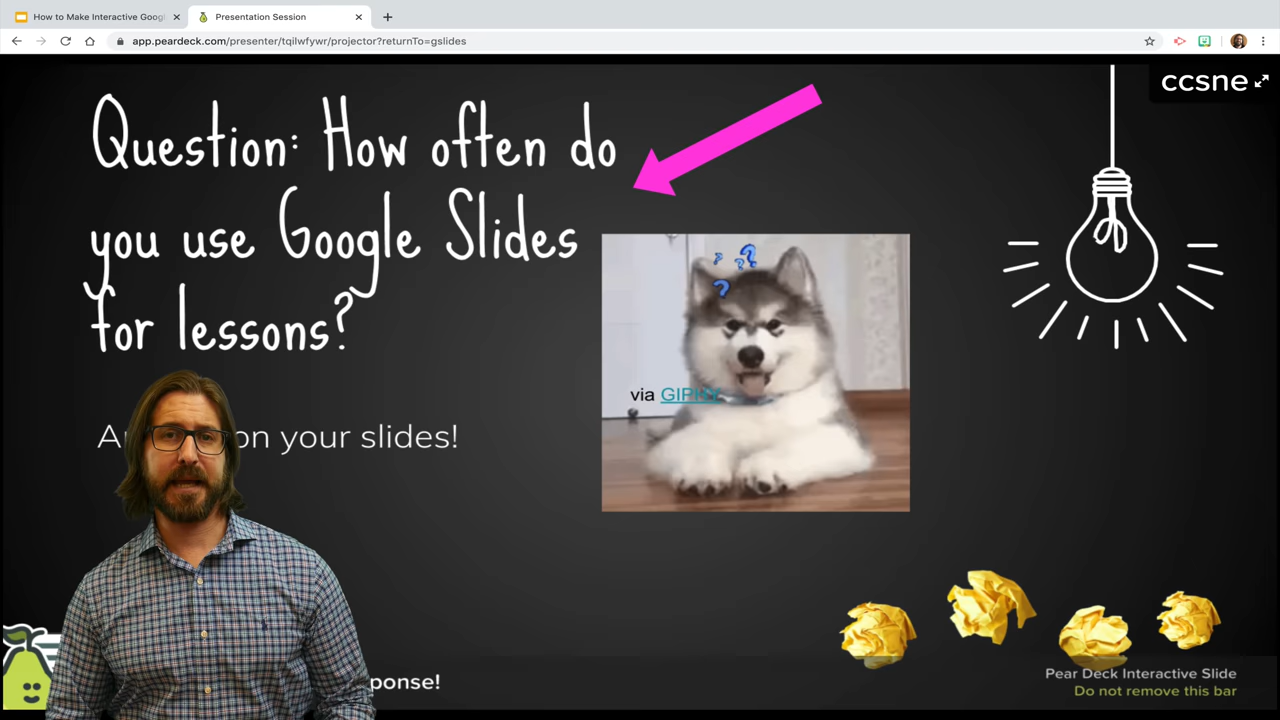 How to Make Interactive Googl
Presentation Session
app.peardeck.com/presenter/tqilwfywr/projector?returnTo=gslides
ccsne
Question: How often do
you use Google Slides
for lessons?
via GIPHY
on your slides!
ponse!
Pear Deck Interactive Slide
Do not remove this bar